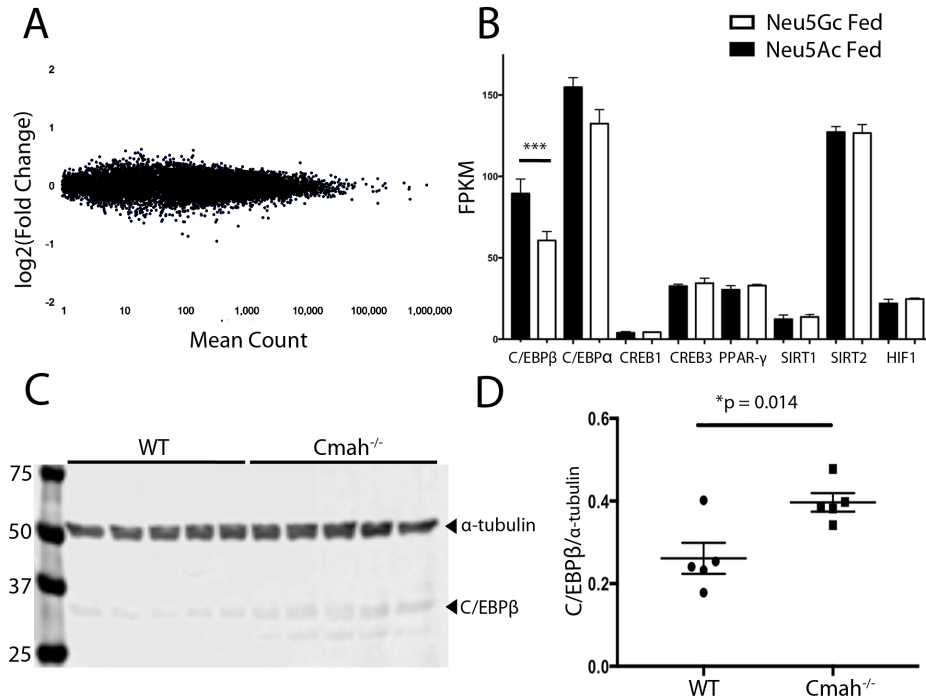 A
2
1
0
-1
-2
log2(Fold Change)
1 10 100 1,000 10,000 100,000 1,000,000
Mean Count
B
Neu5Gc Fed
Neu5Ac Fed
150
100
50
0
FPKM
***
C/EBPβ C/EBPα CREB1 CREB3 PPAR-γ SIRT1 SIRT2 HIF1
C
WT Cmah-/-
75
50
37
25
α-tubulin
C/EBPβ
D
*p = 0.014
0.6
0.4
0.2
0.0
C/EBPβ/α-tubulin
WT Cmah-/-